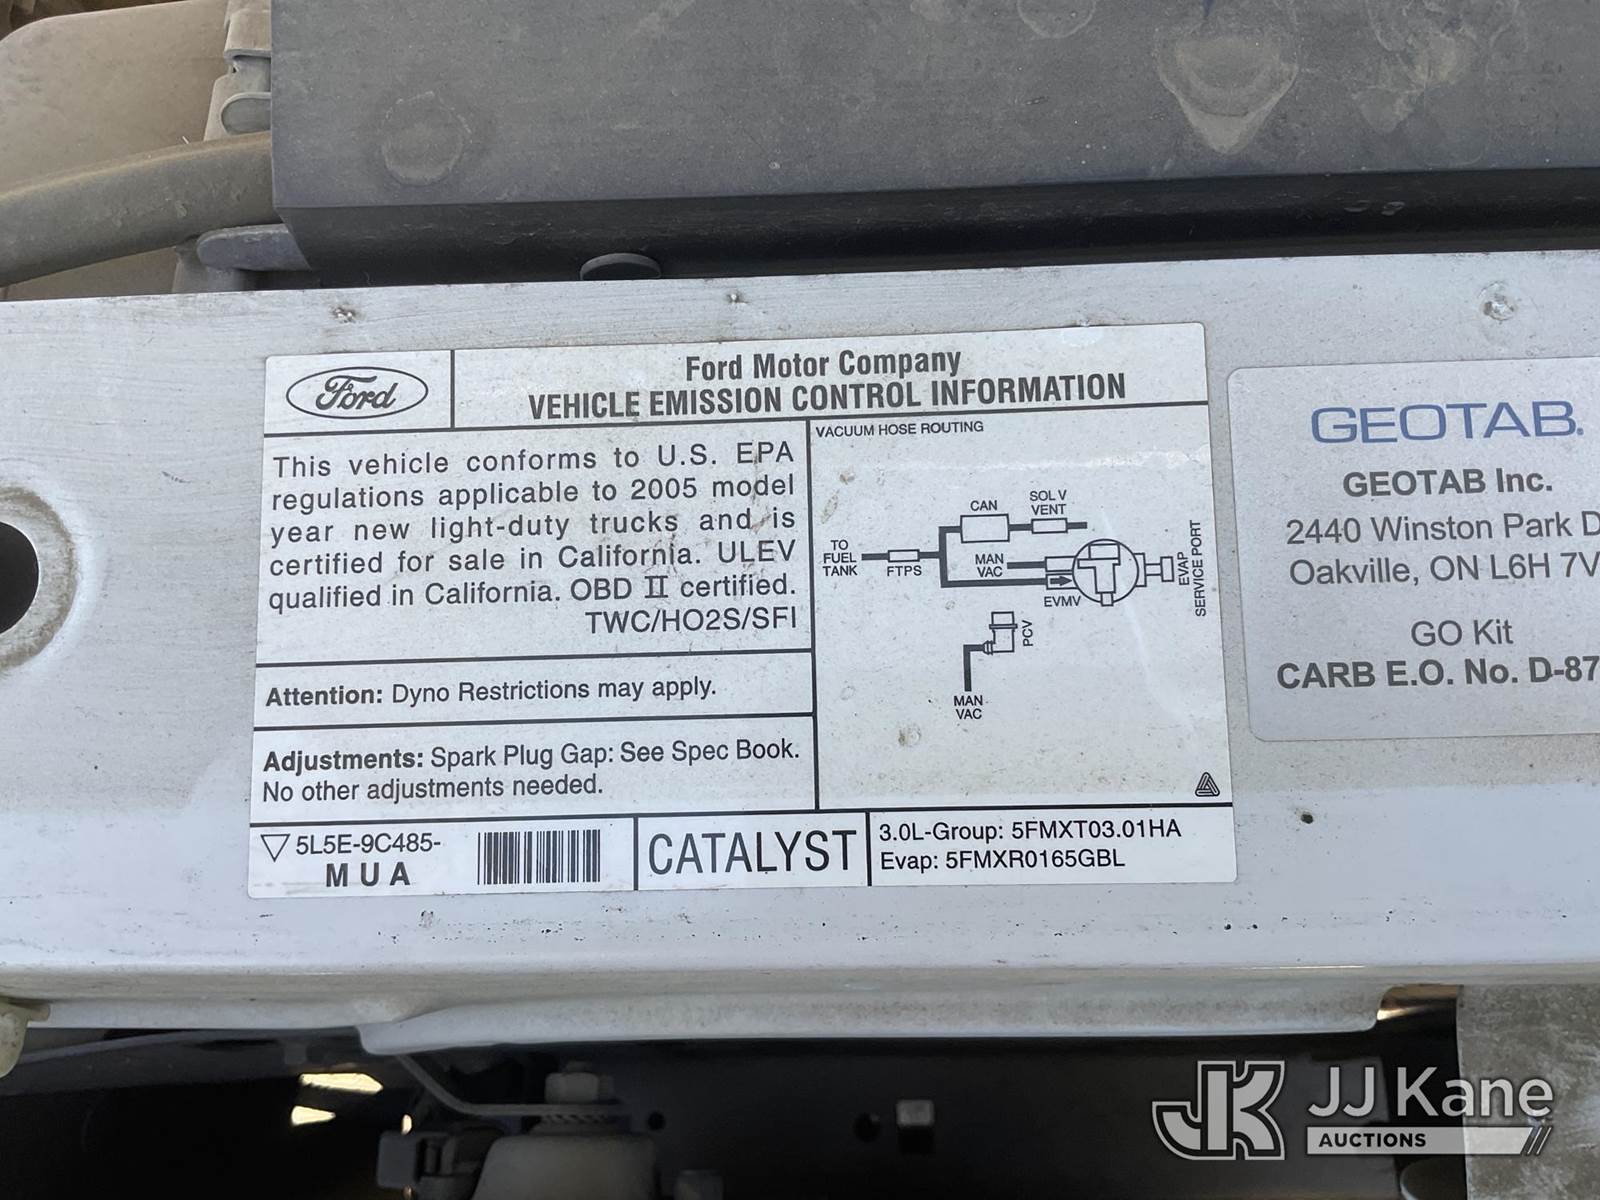 Ford
Ford Motor Company
VEHICLE EMISSION CONTROL INFORMATION
This vehicle conforms to U.S. EPA
regulations applicable to 2005 model
year new light-duty trucks and is
certified for sale in California. ULEV
qualified in California. OBD II certified.
TWC/HO2S/SFI
Attention: Dyno Restrictions may apply.
Adjustments: Spark Plug Gap: See Spec Book.
No other adjustments needed.
5L5E-9C485-
M U A
CATALYST
3.0L-Group: 5FMXT03.01HA
Evap: 5FMXR0165GBL
VACUUM HOSE ROUTING
TO
FUEL
TANK
FTPS
CAN
SOL V
VENT
MAN
VAC
EVMV
EVAP
SERVICE PORT
PCV
MAN
VAC
GEOTAB.
GEOTAB Inc.
2440 Winston Park
Oakville, ON L6H
GO Kit
CARB E.O. No.
JK JJ Kane
AUCTIONS